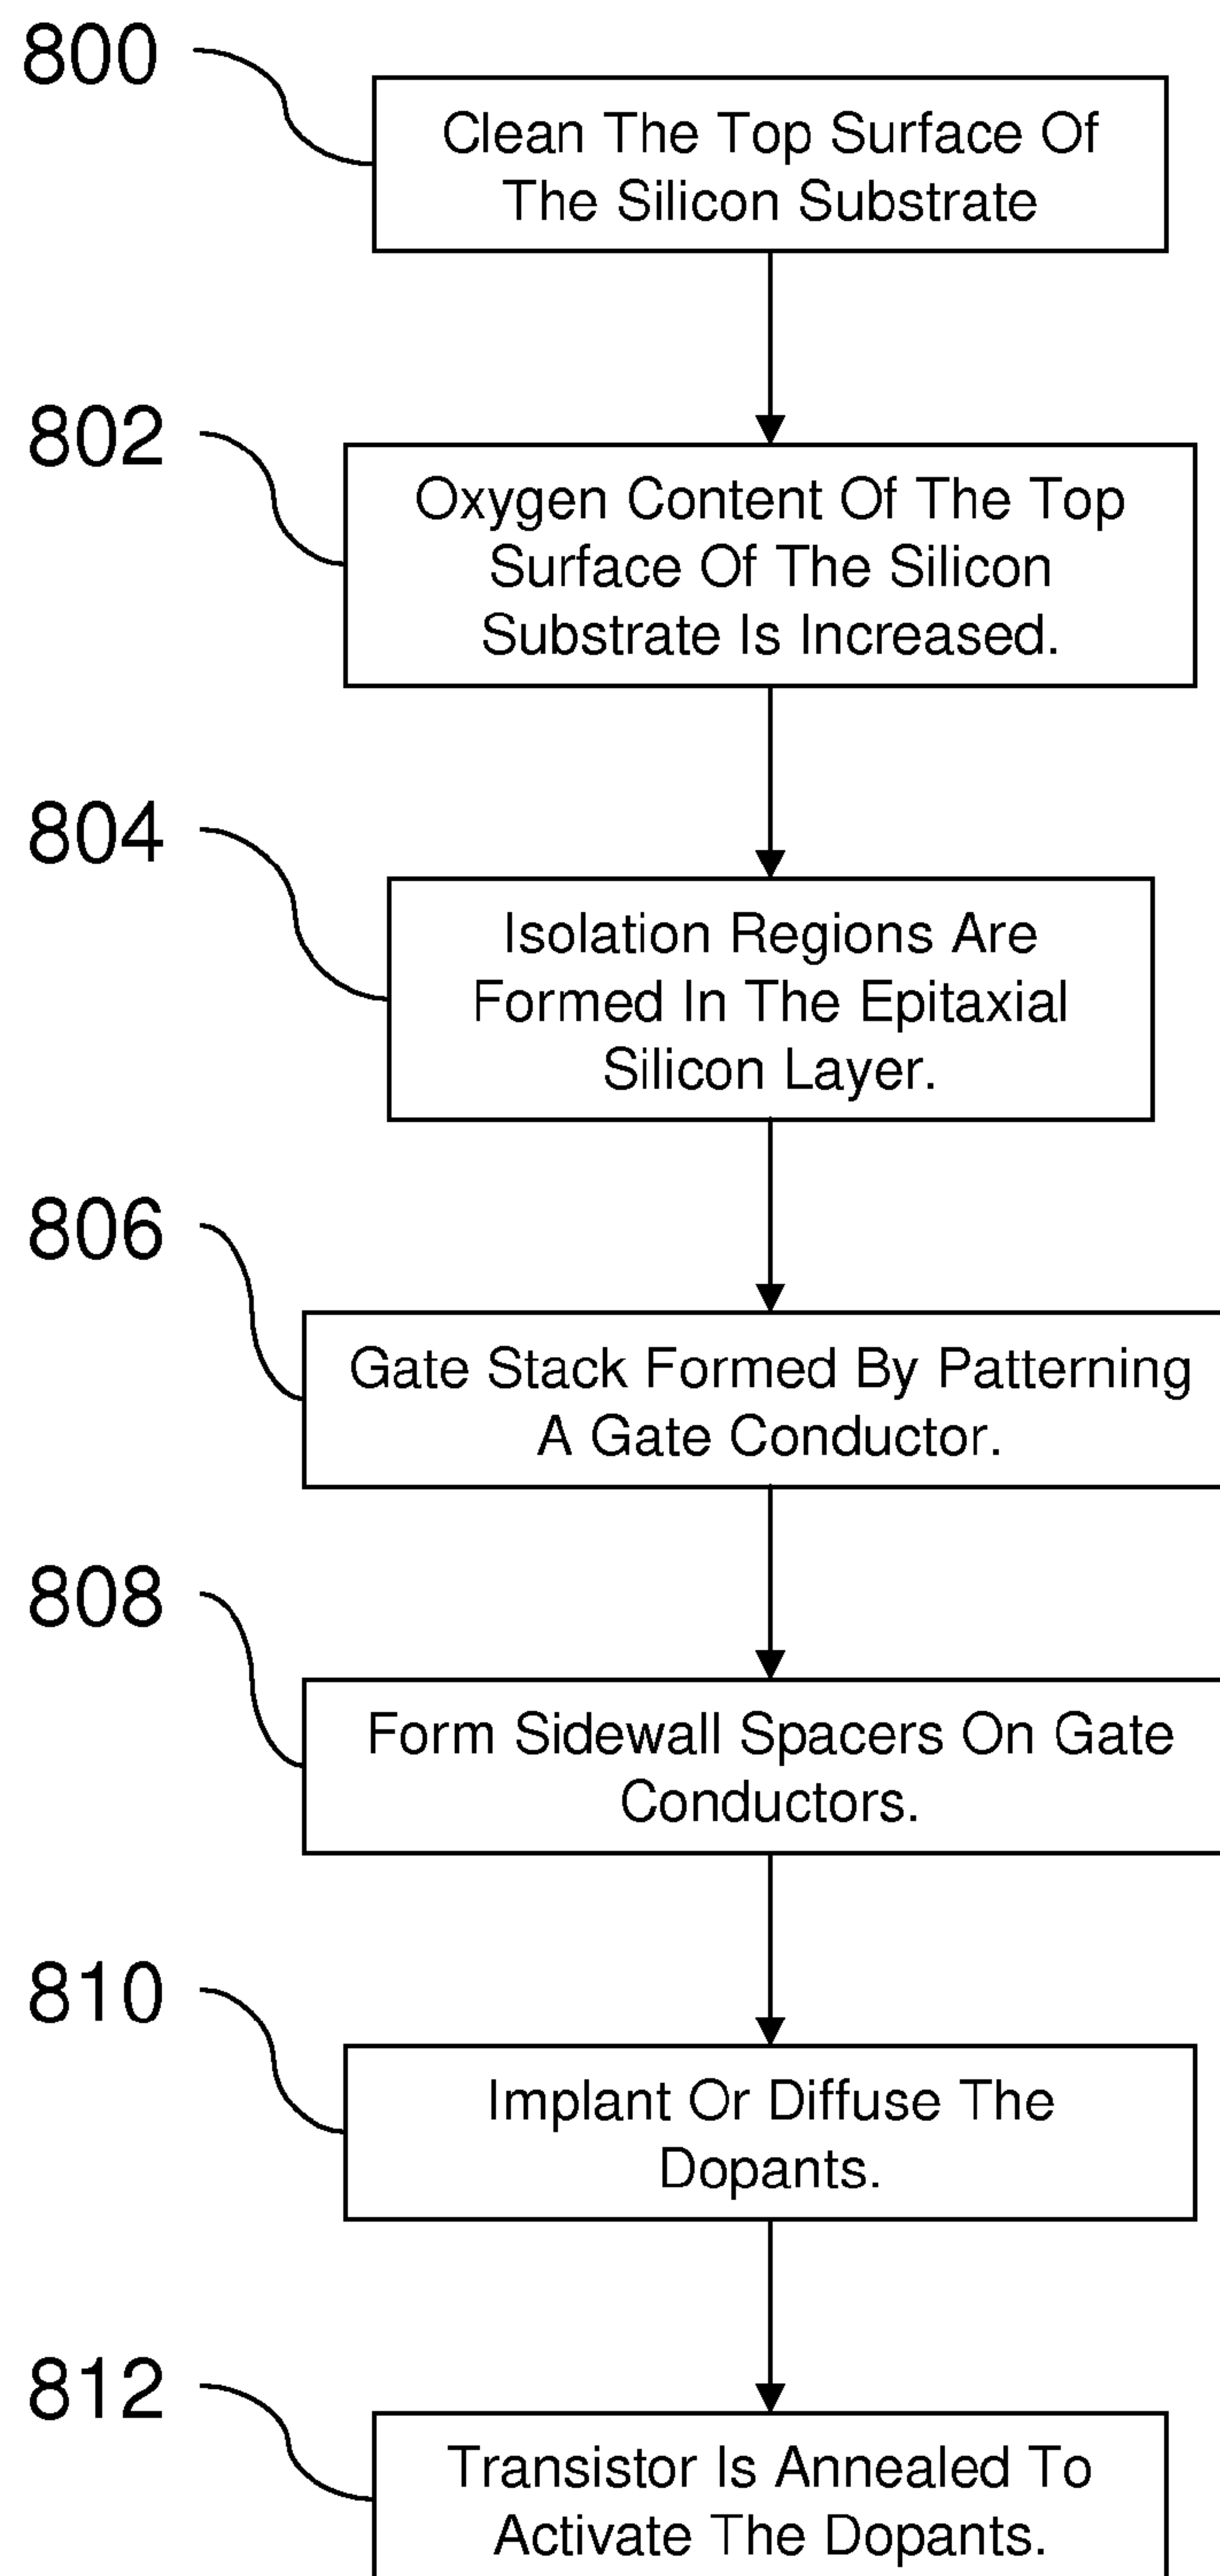 800
Clean The Top Surface Of
The Silicon Substrate
802
Oxygen Content Of The Top
Surface Of The Silicon
Substrate Is Increased.
804
Isolation Regions Are
Formed In The Epitaxial
Silicon Layer.
806
Gate Stack Formed By Patterning
A Gate Conductor.
808
Form Sidewall Spacers On Gate
Conductors.
810
Implant Or Diffuse The
Dopants.
812
Transistor Is Annealed To
Activate The Dopants.